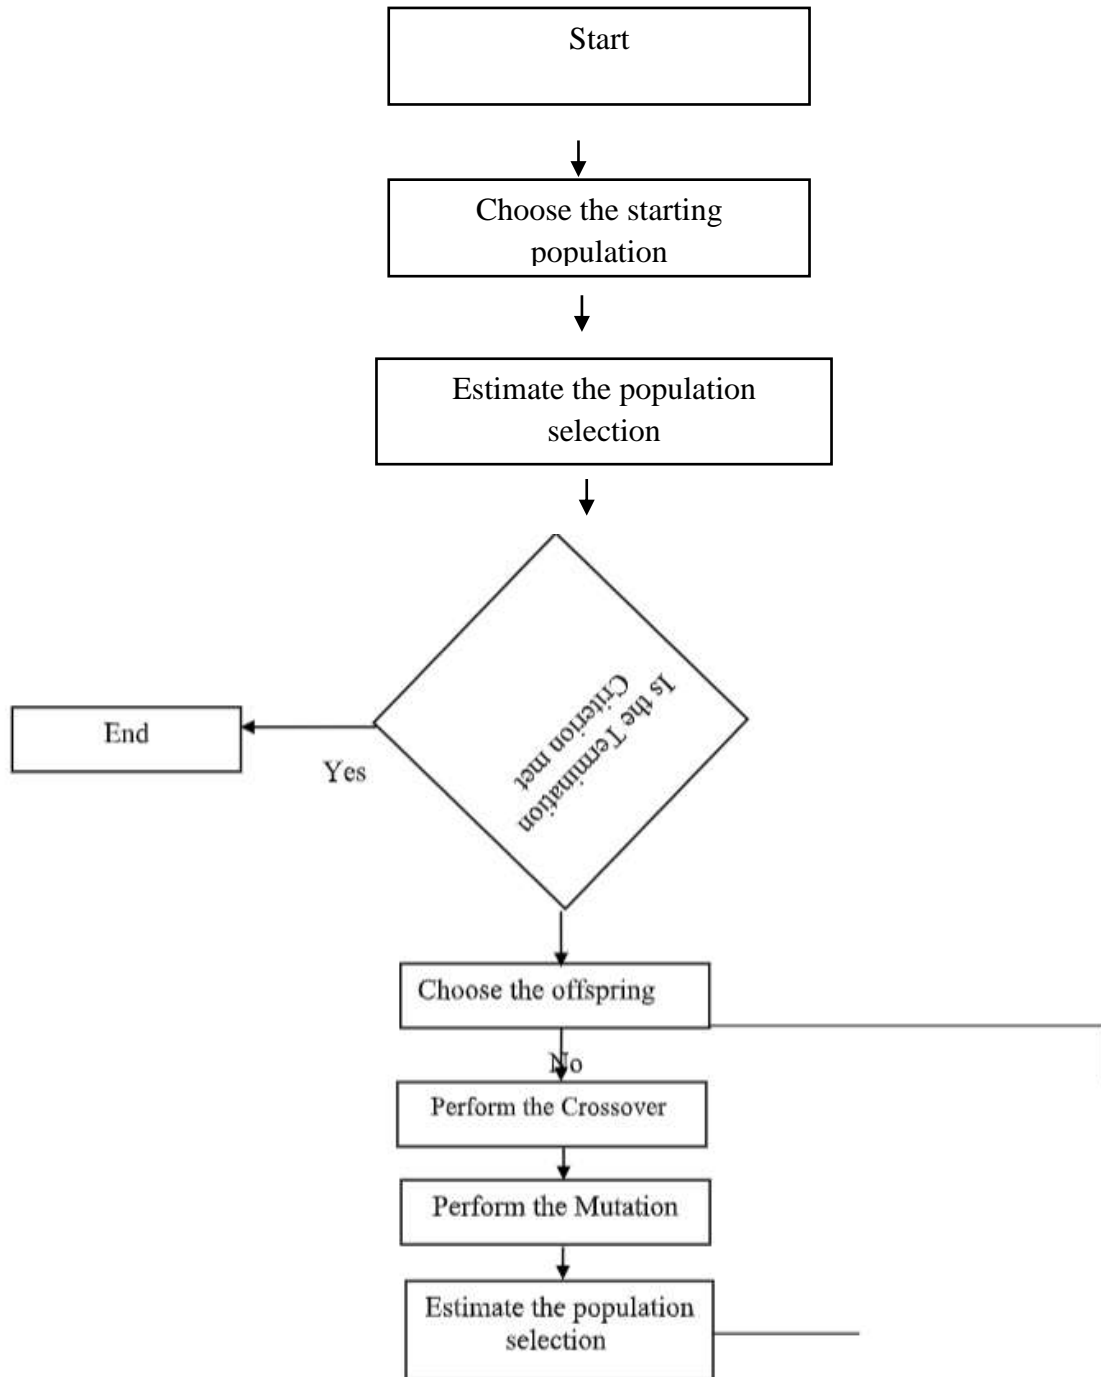 Start
Choose the starting
population
Estimate the population
selection
Is the Termination
Criterion met
End
Yes
Choose the offspring
No
Perform the Crossover
Perform the Mutation
Estimate the population
selection